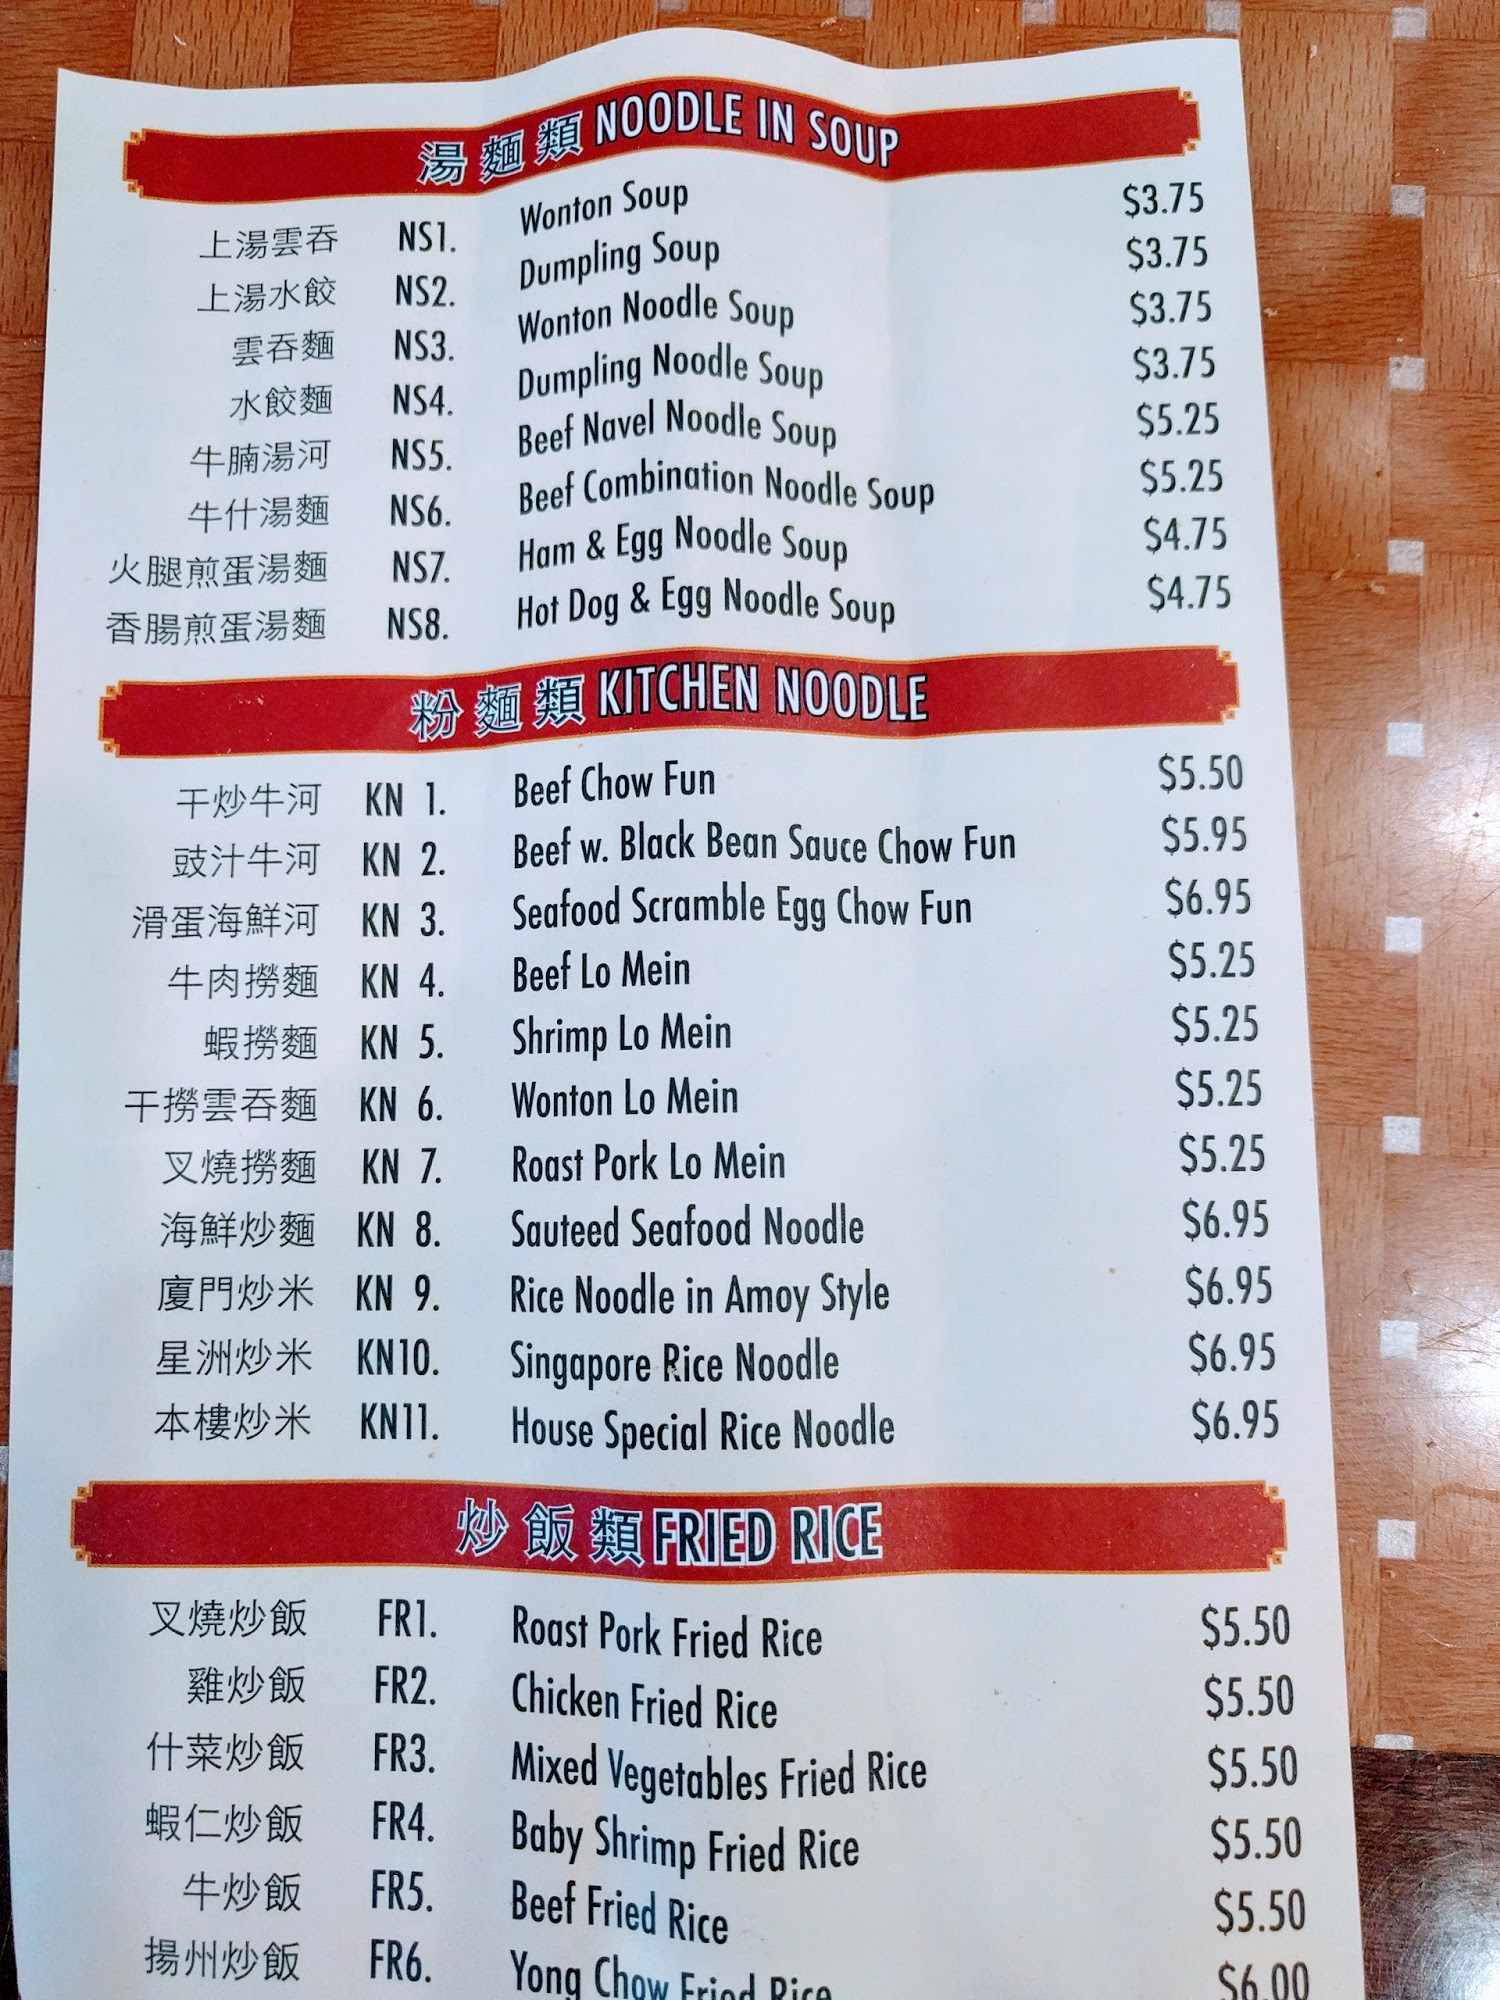 湯麵類 NOODLE IN SOUP
上湯雲吞 NS1. Wonton Soup $3.75
上湯水餃 NS2. Dumpling Soup $3.75
雲吞麵 NS3. Wonton Noodle Soup $3.75
水餃麵 NS4. Dumpling Noodle Soup $3.75
牛腩湯河 NS5. Beef Navel Noodle Soup $5.25
牛什湯麵 NS6. Beef Combination Noodle Soup $5.25
火腿煎蛋湯麵 NS7. Ham & Egg Noodle Soup $4.75
香腸煎蛋湯麵 NS8. Hot Dog & Egg Noodle Soup $4.75
粉麵類 KITCHEN NOODLE
干炒牛河 KN 1. Beef Chow Fun $5.50
豉汁牛河 KN 2. Beef w. Black Bean Sauce Chow Fun $5.95
滑蛋海鮮河 KN 3. Seafood Scramble Egg Chow Fun $6.95
牛肉撈麵 KN 4. Beef Lo Mein $5.25
蝦撈麵 KN 5. Shrimp Lo Mein $5.25
干撈雲吞麵 KN 6. Wonton Lo Mein $5.25
叉燒撈麵 KN 7. Roast Pork Lo Mein $5.25
海鮮炒麵 KN 8. Sauteed Seafood Noodle $6.95
廈門炒米 KN 9. Rice Noodle in Amoy Style $6.95
星洲炒米 KN10. Singapore Rice Noodle $6.95
本樓炒米 KN11. House Special Rice Noodle $6.95
炒飯類 FRIED RICE
叉燒炒飯 FR1. Roast Pork Fried Rice $5.50
雞炒飯 FR2. Chicken Fried Rice $5.50
什菜炒飯 FR3. Mixed Vegetables Fried Rice $5.50
蝦仁炒飯 FR4. Baby Shrimp Fried Rice $5.50
牛炒飯 FR5. Beef Fried Rice $5.50
揚州炒飯 FR6. Yong Chow Fried Rice $6.00